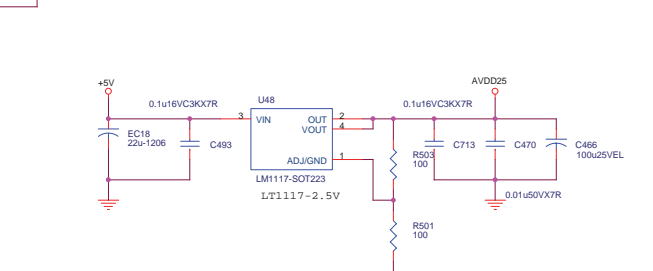 +5V
AVDD25
0.1u16VC3KX7R
U48
0.1u16VC3KX7R
3
VIN
OUT
2
VOUT
4
EC18
22u-1206
C493
C713
C470
C466
100u25VEL
R503
100
ADJ/GND
1
LM1117-SOT223
LT1117-2.5V
0.01u50VX7R
R501
100